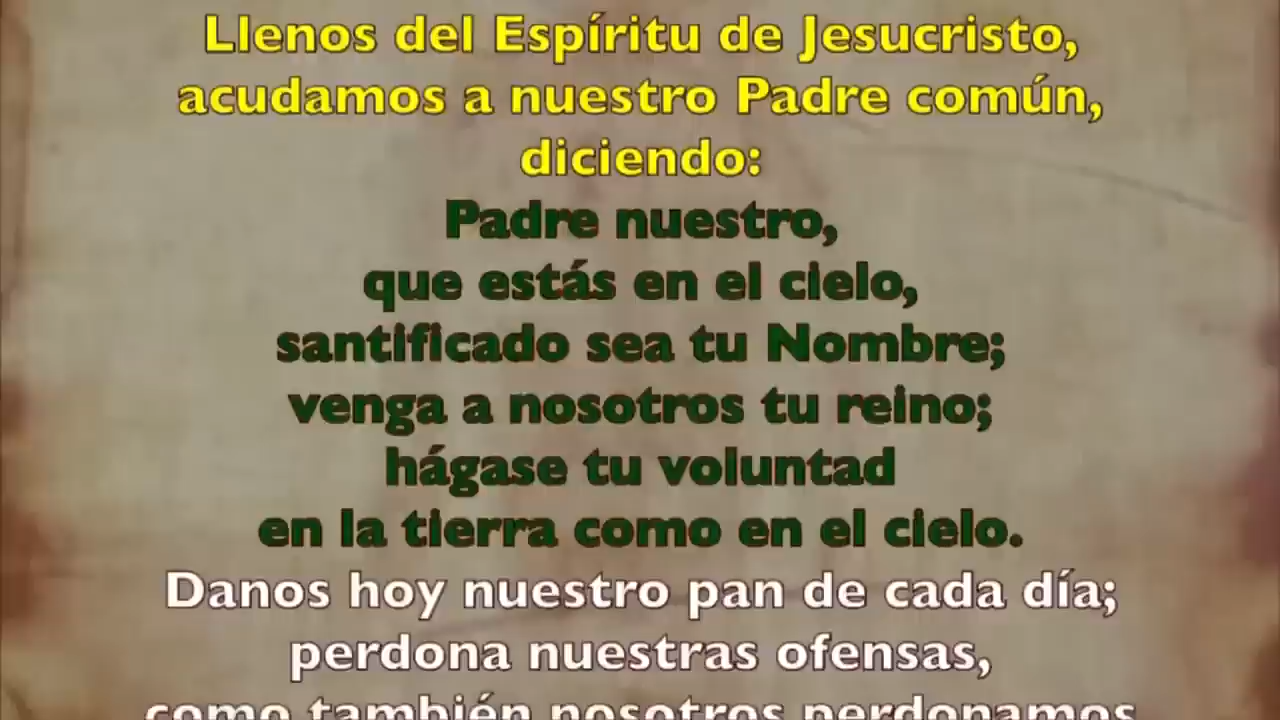 Llenos del Espíritu de Jesucristo,
acudamos a nuestro Padre común,
diciendo:
Padre nuestro,
que estás en el cielo,
santificado sea tu Nombre;
venga a nosotros tu reino;
hágase tu voluntad
en la tierra como en el cielo.
Danos hoy nuestro pan de cada día;
perdona nuestras ofensas,
como también nosotros perdonamos